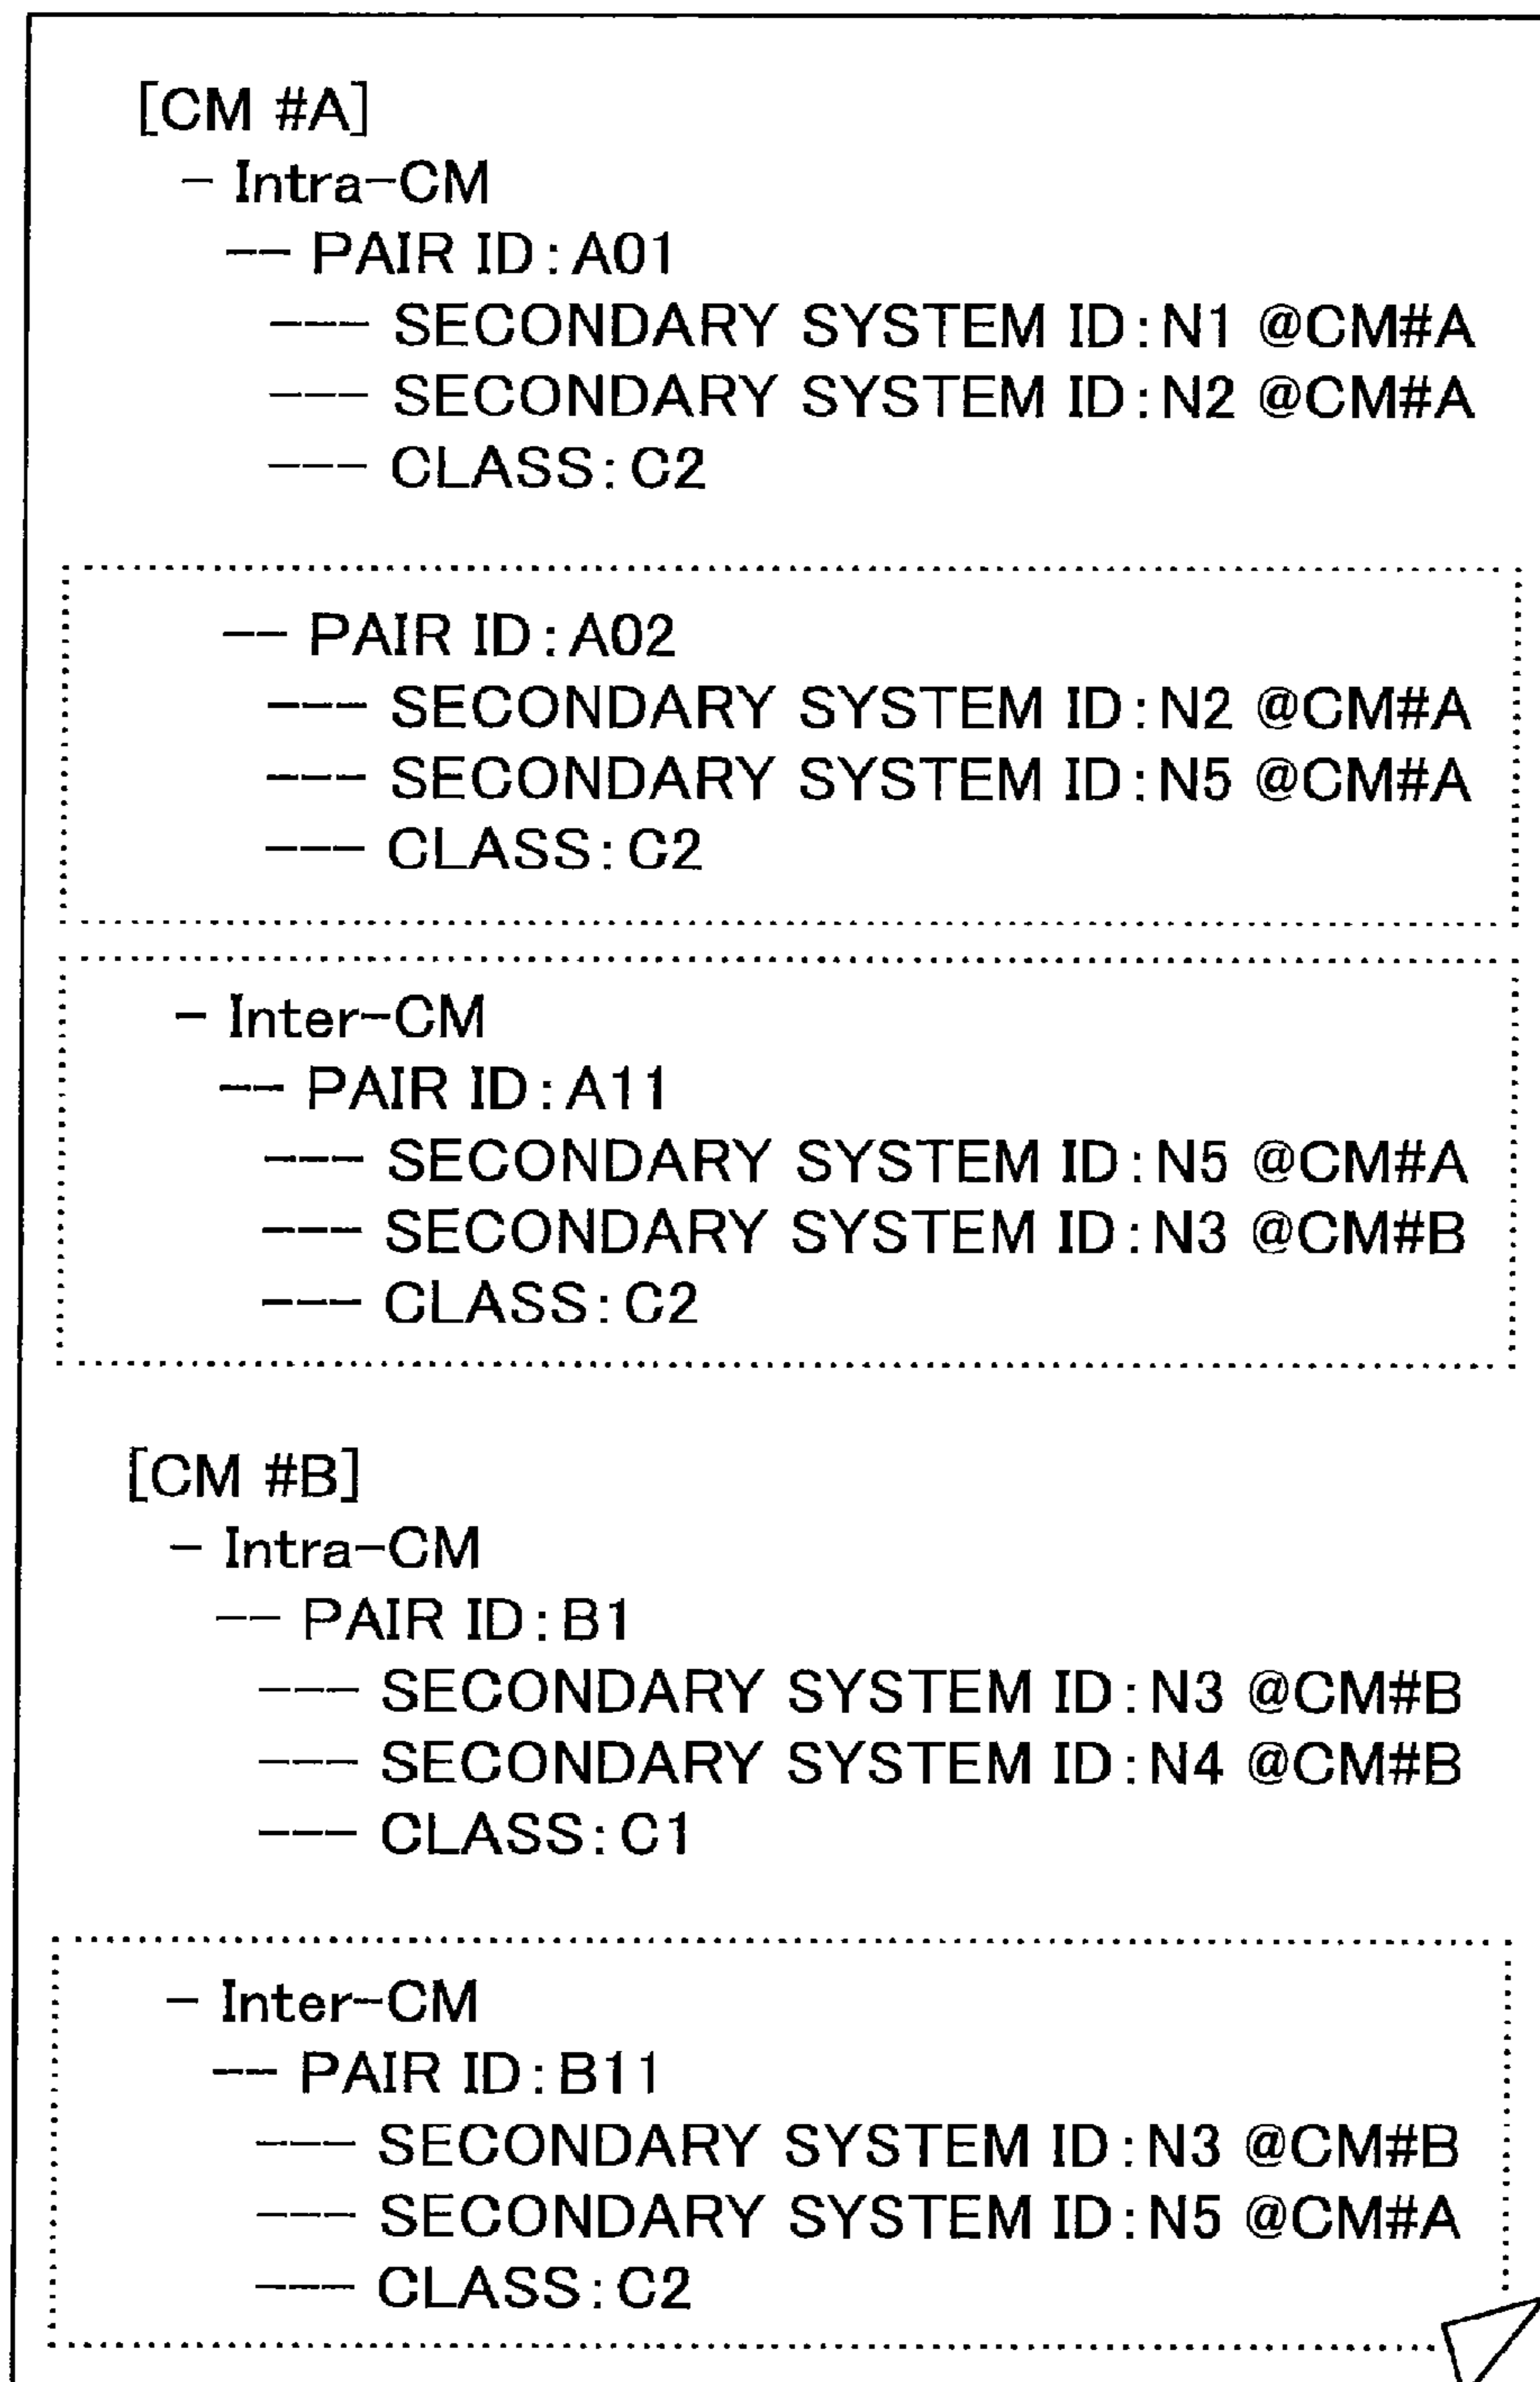 [CM #A]
- Intra-CM
-- PAIR ID:A01
--- SECONDARY SYSTEM ID:N1 @CM#A
--- SECONDARY SYSTEM ID:N2 @CM#A
--- CLASS:C2
-- PAIR ID:A02
--- SECONDARY SYSTEM ID:N2 @CM#A
--- SECONDARY SYSTEM ID:N5 @CM#A
--- CLASS:C2
- Inter-CM
-- PAIR ID:A11
--- SECONDARY SYSTEM ID:N5 @CM#A
--- SECONDARY SYSTEM ID:N3 @CM#B
--- CLASS:C2
[CM #B]
- Intra-CM
-- PAIR ID:B1
--- SECONDARY SYSTEM ID:N3 @CM#B
--- SECONDARY SYSTEM ID:N4 @CM#B
--- CLASS:C1
- Inter-CM
-- PAIR ID:B11
--- SECONDARY SYSTEM ID:N3 @CM#B
--- SECONDARY SYSTEM ID:N5 @CM#A
--- CLASS:C2